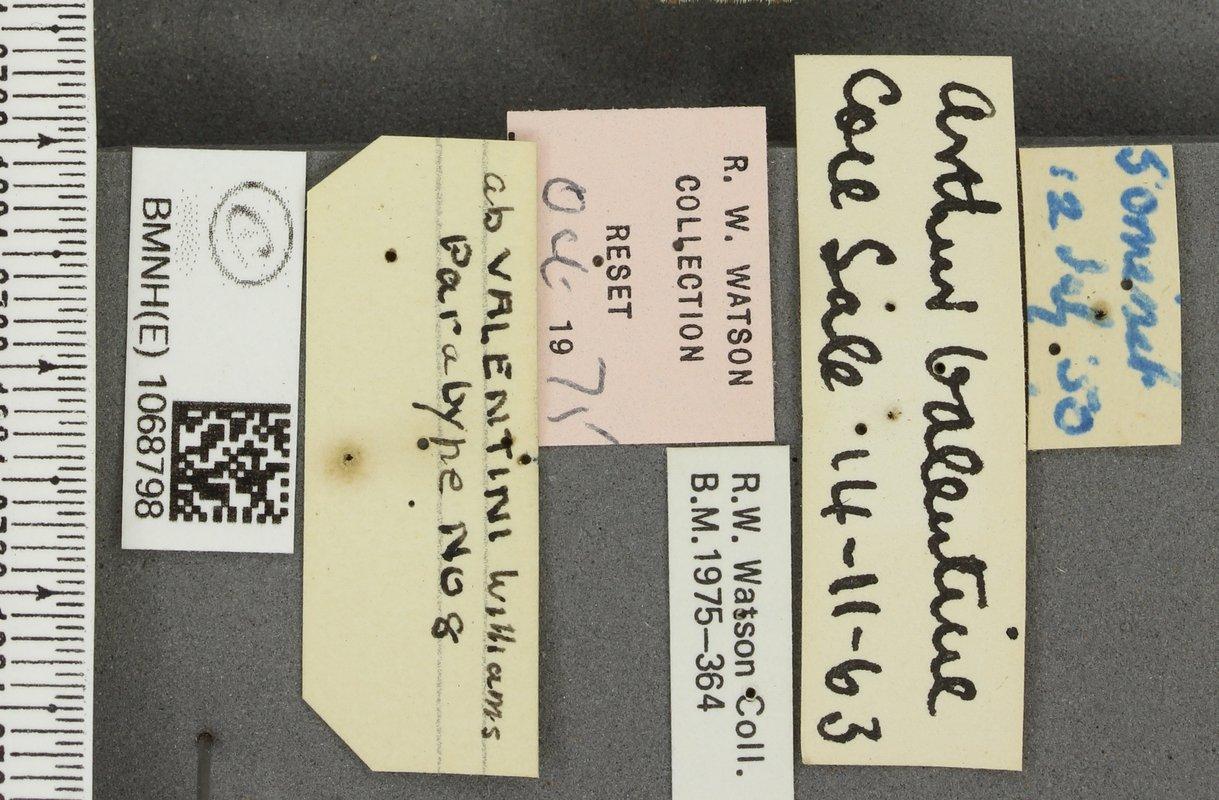 BMNH(E) 1068798
ab VALENTINI Williams
Paratype No 8
R. W. WATSON
COLLECTION
RESET
Oct 1975
R.W. Watson Coll.
B.M.1975–364
Arthur Valentine
Coll Sale 14-11-63
Somerset
12 July '50